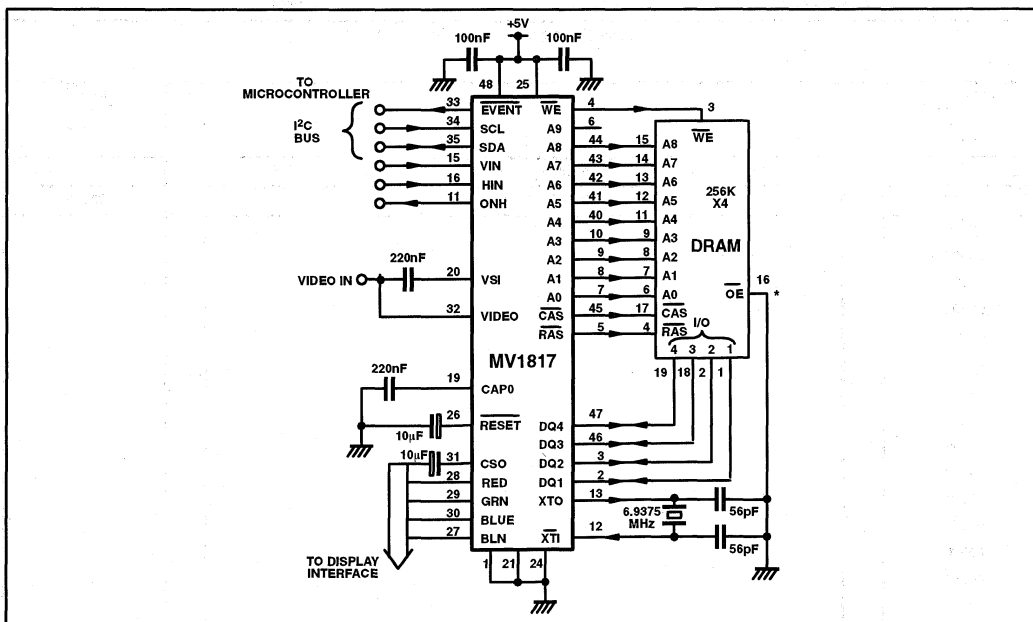 +5V
100nF 100nF
48 25
TO
MICROCONTROLLER
I²C
BUS
33 EVENT
34 SCL
35 SDA
15 VIN
16 HIN
11 ONH
220nF
VIDEO IN
20 VSI
32 VIDEO
MV1817
220nF
19 CAP0
26 RESET
10μF
10μF
31 CSO
28 RED
29 GRN
30 BLUE
27 BLN
TO DISPLAY
INTERFACE
1 21 24
WE 4 3
A9 6
A8 44 15 A8
A7 43 14 A7
A6 42 13 A6
A5 41 12 A5
A4 40 11 A4
A3 10 9 A3
A2 9 8 A2
A1 8 7 A1
A0 7 6 A0
CAS 45 17 CAS
RAS 5 4 RAS
WE
256K
X4
DRAM
16
OE *
I/O
4 3 2 1
19 18 2 1
DQ4 47
DQ3 46
DQ2 3
DQ1 2
XTO 13
XTI 12
6.9375
MHz
56pF
56pF